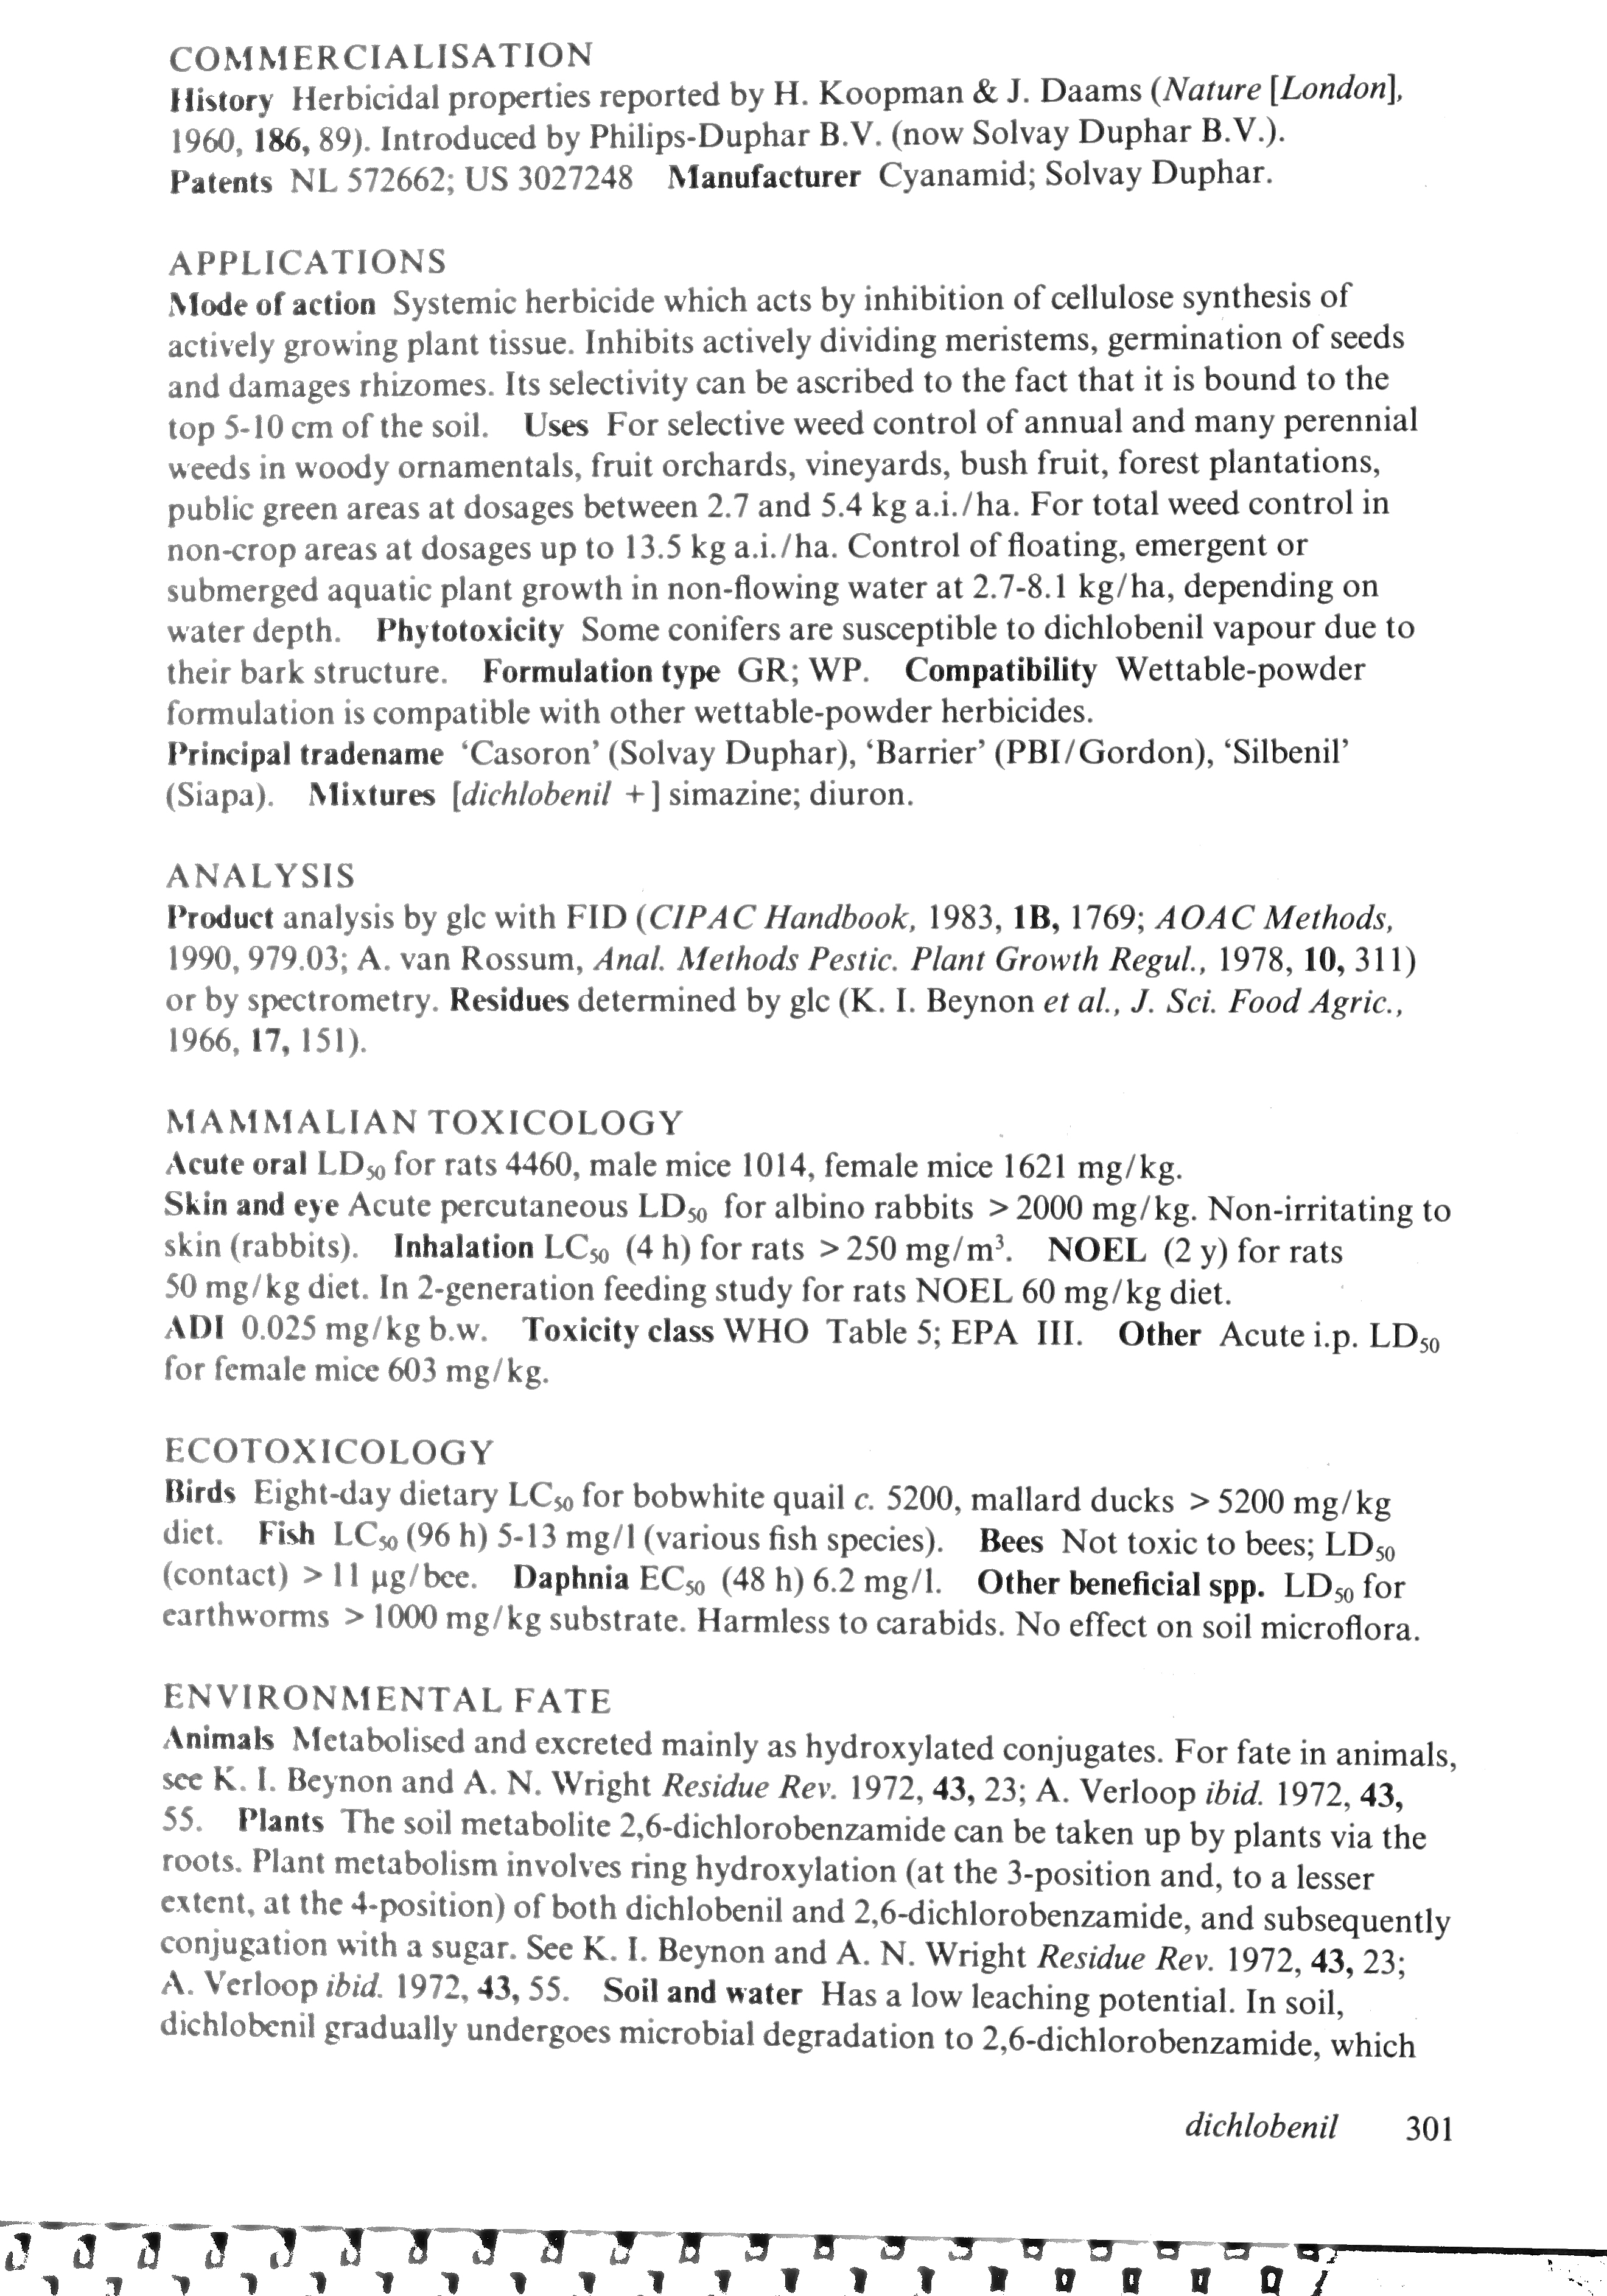 COMMERCIALISATION
History Herbicidal properties reported by H. Koopman & J. Daams (Nature [London],
1960, 186, 89). Introduced by Philips-Duphar B.V. (now Solvay Duphar B.V.).
Patents NL 572662; US 3027248 Manufacturer Cyanamid; Solvay Duphar.
APPLICATIONS
Mode of action Systemic herbicide which acts by inhibition of cellulose synthesis of
actively growing plant tissue. Inhibits actively dividing meristems, germination of seeds
and damages rhizomes. Its selectivity can be ascribed to the fact that it is bound to the
top 5-10 cm of the soil. Uses For selective weed control of annual and many perennial
weeds in woody ornamentals, fruit orchards, vineyards, bush fruit, forest plantations,
public green areas at dosages between 2.7 and 5.4 kg a.i./ha. For total weed control in
non-crop areas at dosages up to 13.5 kg a.i./ha. Control of floating, emergent or
submerged aquatic plant growth in non-flowing water at 2.7-8.1 kg/ha, depending on
water depth. Phytotoxicity Some conifers are susceptible to dichlobenil vapour due to
their bark structure. Formulation type GR; WP. Compatibility Wettable-powder
formulation is compatible with other wettable-powder herbicides.
Principal tradename ‘Casoron’ (Solvay Duphar), ‘Barrier’ (PBI/Gordon), ‘Silbenil’
(Siapa). Mixtures [dichlobenil +] simazine; diuron.
ANALYSIS
Product analysis by glc with FID (CIPAC Handbook, 1983, 1B, 1769; AOAC Methods,
1990, 979.03; A. van Rossum, Anal. Methods Pestic. Plant Growth Regul., 1978, 10, 311)
or by spectrometry. Residues determined by glc (K. I. Beynon et al., J. Sci. Food Agric.,
1966, 17, 151).
MAMMALIAN TOXICOLOGY
Acute oral LD50 for rats 4460, male mice 1014, female mice 1621 mg/kg.
Skin and eye Acute percutaneous LD50 for albino rabbits >2000 mg/kg. Non-irritating to
skin (rabbits). Inhalation LC50 (4 h) for rats >250 mg/m³. NOEL (2 y) for rats
50 mg/kg diet. In 2-generation feeding study for rats NOEL 60 mg/kg diet.
ADI 0.025 mg/kg b.w. Toxicity class WHO Table 5; EPA III. Other Acute i.p. LD50
for female mice 603 mg/kg.
ECOTOXICOLOGY
Birds Eight-day dietary LC50 for bobwhite quail c. 5200, mallard ducks >5200 mg/kg
diet. Fish LC50 (96 h) 5-13 mg/l (various fish species). Bees Not toxic to bees; LD50
(contact) >11 µg/bee. Daphnia EC50 (48 h) 6.2 mg/l. Other beneficial spp. LD50 for
earthworms >1000 mg/kg substrate. Harmless to carabids. No effect on soil microflora.
ENVIRONMENTAL FATE
Animals Metabolised and excreted mainly as hydroxylated conjugates. For fate in animals,
see K. I. Beynon and A. N. Wright Residue Rev. 1972, 43, 23; A. Verloop ibid. 1972, 43,
55. Plants The soil metabolite 2,6-dichlorobenzamide can be taken up by plants via the
roots. Plant metabolism involves ring hydroxylation (at the 3-position and, to a lesser
extent, at the 4-position) of both dichlobenil and 2,6-dichlorobenzamide, and subsequently
conjugation with a sugar. See K. I. Beynon and A. N. Wright Residue Rev. 1972, 43, 23;
A. Verloop ibid. 1972, 43, 55. Soil and water Has a low leaching potential. In soil,
dichlobenil gradually undergoes microbial degradation to 2,6-dichlorobenzamide, which
dichlobenil 301